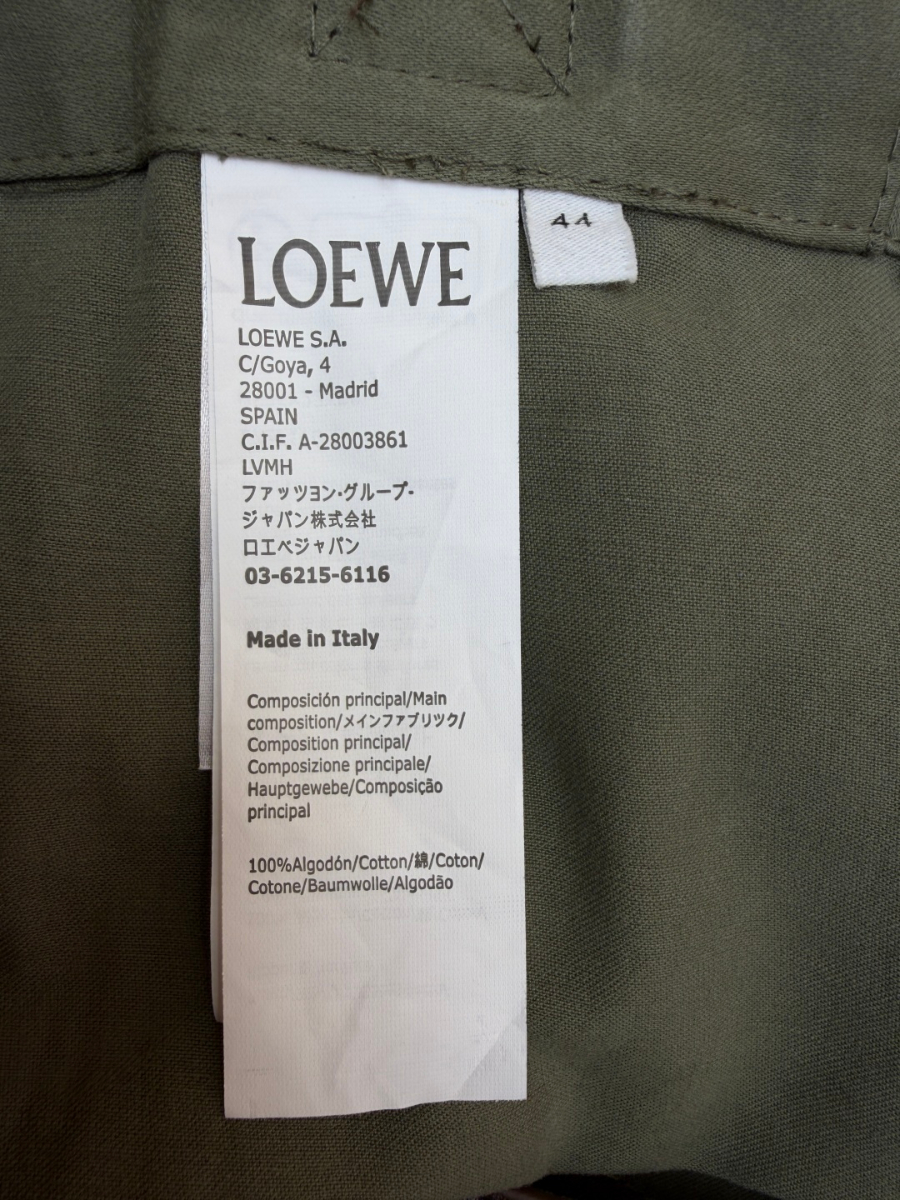 LOEWE
44
LOEWE S.A.
C/Goya, 4
28001 - Madrid
SPAIN
C.I.F. A-28003861
LVMH
ファッツヨン・グループ-
ジャパン株式会社
ロエベジャパン
03-6215-6116
Made in Italy
Composición principal/Main
composition/メインファブリック/
Composition principal/
Composizione principale/
Hauptgewebe/Composição
principal
100%Algodón/Cotton/綿/Coton/
Cotone/Baumwolle/Algodão